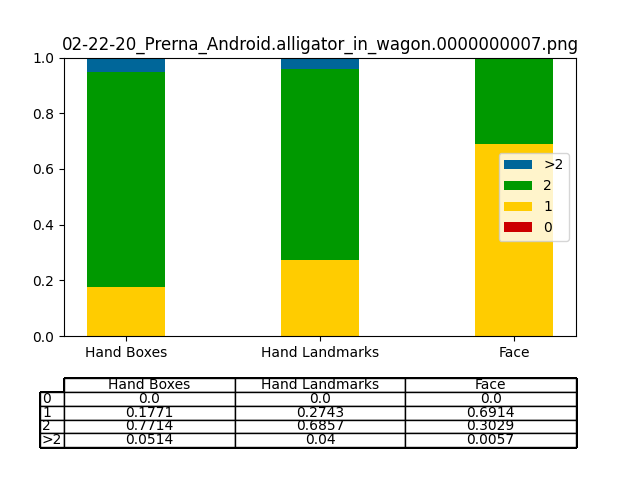 02-22-20_Prerna_Android.alligator_in_wagon.0000000007.png
1.0
0.8
0.6
0.4
0.2
0.0
>2
2
1
0
Hand Boxes Hand Landmarks Face
Hand Boxes Hand Landmarks Face
0 0.0 0.0 0.0
1 0.1771 0.2743 0.6914
2 0.7714 0.6857 0.3029
>2 0.0514 0.04 0.0057